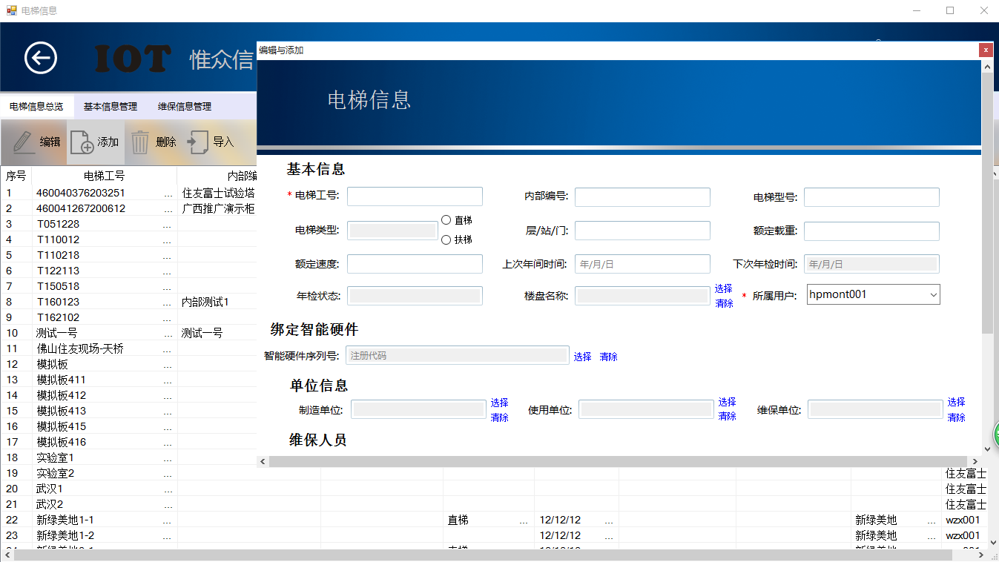 电梯信息
IOT 惟众信
编辑与添加
x
电梯信息总览 基本信息管理 维保信息管理
电梯信息
编辑 添加 删除 导入
基本信息
* 电梯工号: 内部编号: 电梯型号:
电梯类型: 直梯 扶梯 层/站/门: 额定载重:
额定速度: 上次年间时间: 年/月/日 下次年检时间: 年/月/日
年检状态: 楼盘名称: 选择 清除 * 所属用户: hpmont001
绑定智能硬件
智能硬件序列号: 注册代码 选择 清除
单位信息
制造单位: 选择 清除 使用单位: 选择 清除 维保单位: 选择 清除
维保人员
序号 电梯工号 内部编
1 460040376203251 ... 住友富士试验塔
2 460041267200612 ... 广西推广演示柜
3 T051228 ...
4 T110012 ...
5 T110218 ...
6 T122113 ...
7 T150518 ...
8 T160123 ... 内部测试1
9 T162102 ...
10 测试一号 ... 测试一号
11 佛山住友现场-天桥 ...
12 模拟板 ...
13 模拟板411 ...
14 模拟板412 ...
15 模拟板413 ...
16 模拟板415 ...
17 模拟板416 ...
18 实验室1 ...
19 实验室2 ... 住友富士
20 武汉1 ... 住友富士
21 武汉2 ... 住友富士
22 新绿美地1-1 ... 直梯 ... 12/12/12 ... 新绿美地 ... wzx001
23 新绿美地1-2 ... 12/12/12 ... 新绿美地 ... wzx001